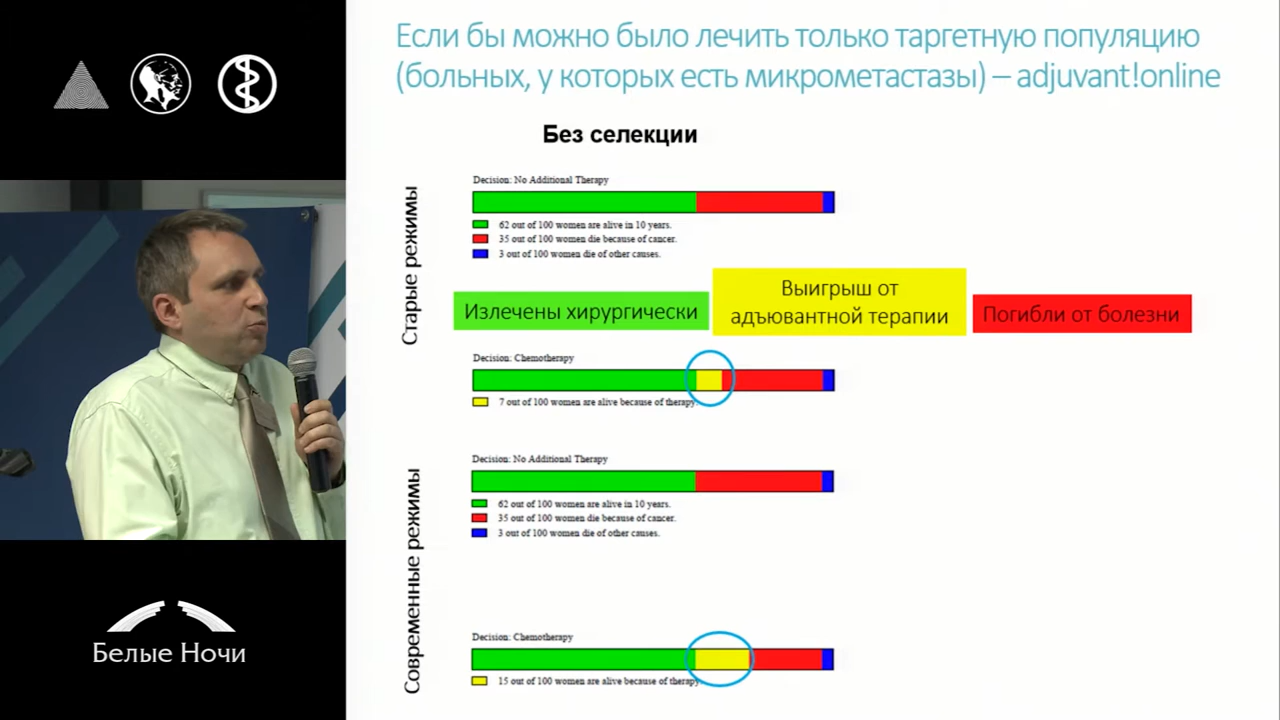 Если бы можно было лечить только таргетную популяцию
(больных, у которых есть микрометастазы) – adjuvant!online
Без селекции
Старые режимы
Decision: No Additional Therapy
62 out of 100 women are alive in 10 years.
35 out of 100 women die because of cancer.
3 out of 100 women die of other causes.
Излечены хирургически
Выигрыш от
адъювантной терапии
Погибли от болезни
Decision: Chemotherapy
7 out of 100 women are alive because of therapy.
Современные режимы
Decision: No Additional Therapy
62 out of 100 women are alive in 10 years.
35 out of 100 women die because of cancer.
3 out of 100 women die of other causes.
Decision: Chemotherapy
15 out of 100 women are alive because of therapy.
Белые Ночи